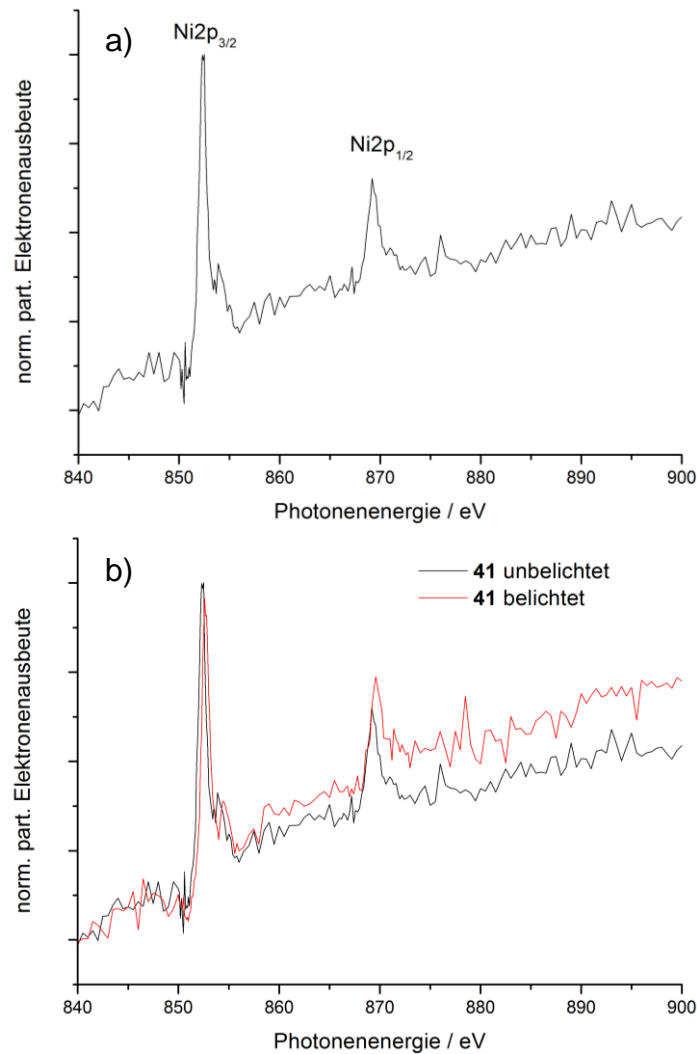 a)
Ni2p3/2
Ni2p1/2
norm. part. Elektronenausbeute
840 850 860 870 880 890 900
Photonenenergie / eV
b)
41 unbelichtet
41 belichtet
norm. part. Elektronenausbeute
840 850 860 870 880 890 900
Photonenenergie / eV